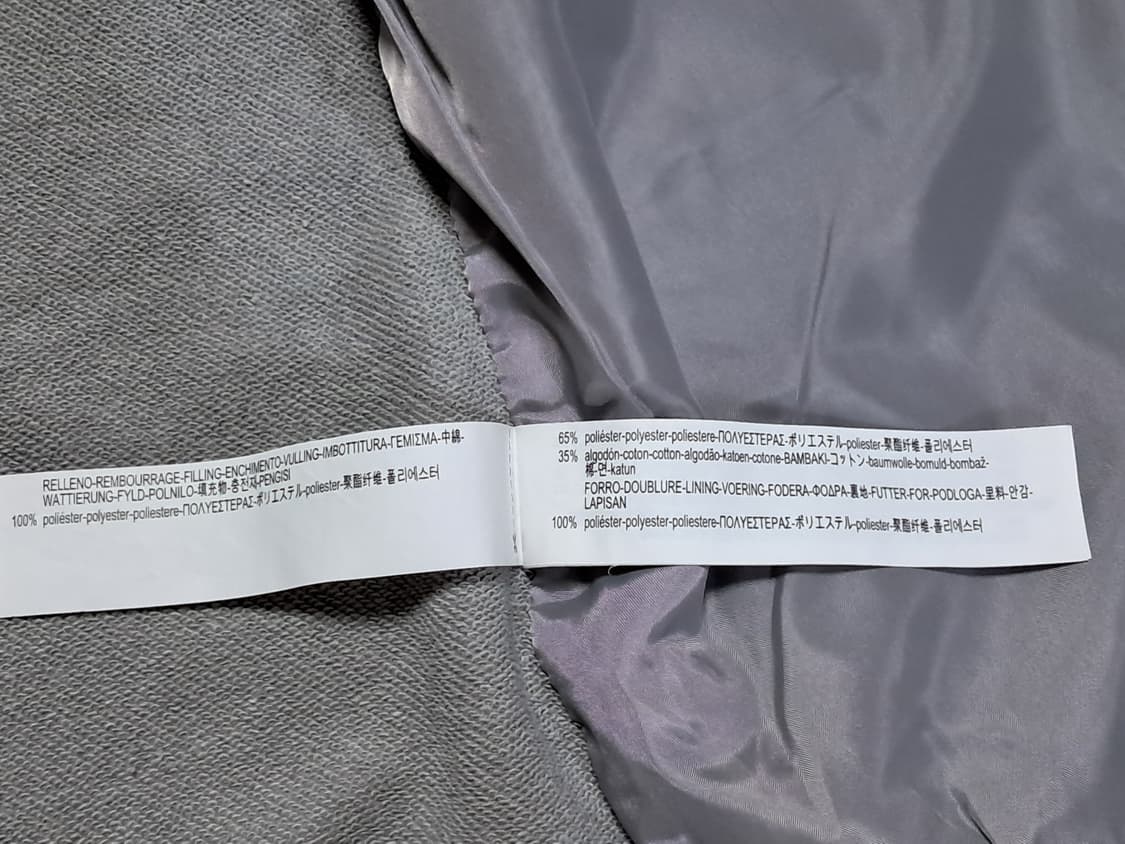 RELLENO-REMBOURRAGE-FILLING-ENCHIMENTO-VULLING-IMBOTTITURA-ΓΕΜΙΣΜΑ-中綿-
WATTIERUNG-FYLD-POLNILO-填充物-충전재-PENGISI
100% poliéster-polyester-poliestere-ΠΟΛΥΕΣΤΕΡΑΣ-ポリエステル-poliester-聚酯纤维-폴리에스터
65% poliéster-polyester-poliestere-ΠΟΛΥΕΣΤΕΡΑΣ-ポリエステル-poliester-聚酯纤维-폴리에스터
35% algodón-coton-cotton-algodão-katoen-cotone-BAMBAKI-コットン-baumwolle-bomuld-bombaž-
棉-면-katun
FORRO-DOUBLURE-LINING-VOERING-FODERA-ΦΟΔΡΑ-裏地-FUTTER-FOR-PODLOGA-里料-안감-
LAPISAN
100% poliéster-polyester-poliestere-ΠΟΛΥΕΣΤΕΡΑΣ-ポリエステル-poliester-聚酯纤维-폴리에스터